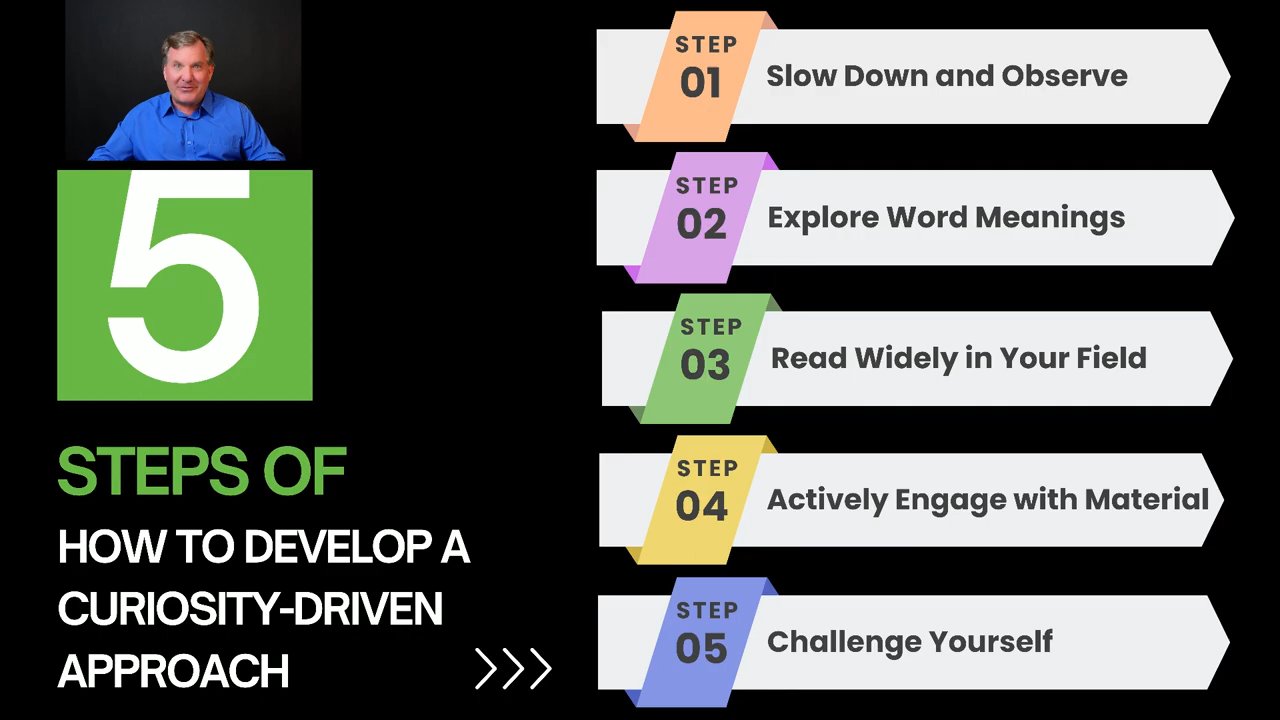 5
STEPS OF
HOW TO DEVELOP A
CURIOSITY-DRIVEN
APPROACH
STEP
01
Slow Down and Observe
STEP
02
Explore Word Meanings
STEP
03
Read Widely in Your Field
STEP
04
Actively Engage with Material
STEP
05
Challenge Yourself